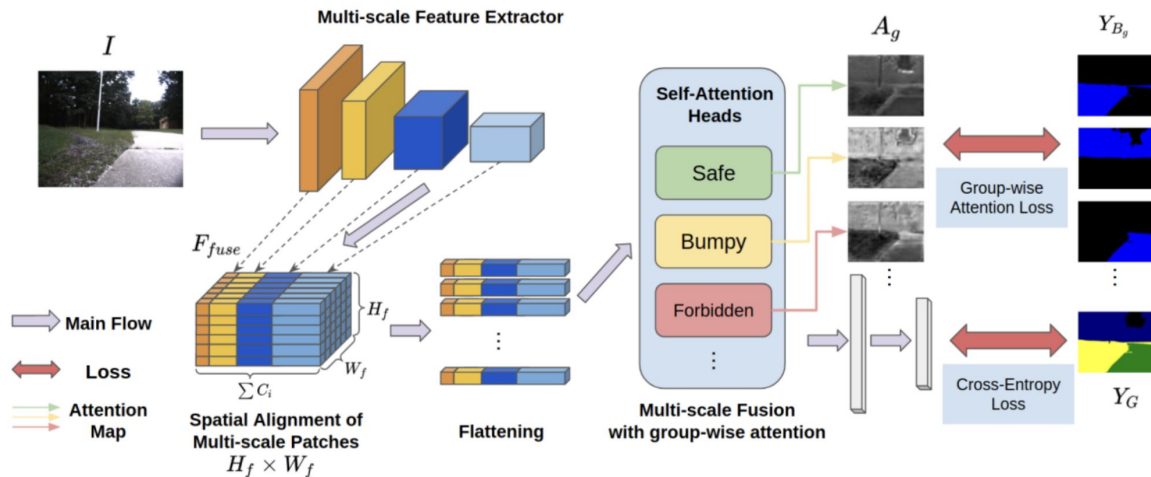 Multi-scale Feature Extractor
I
A_g
Y_{B_g}
Self-Attention
Heads
Safe
Bumpy
Forbidden
⋮
Group-wise
Attention Loss
⋮
⋮
F_{fuse}
H_f
W_f
∑ C_i
⋮
Main Flow
Loss
Attention
Map
Spatial Alignment of
Multi-scale Patches
H_f × W_f
Flattening
Multi-scale Fusion
with group-wise attention
Cross-Entropy
Loss
Y_G